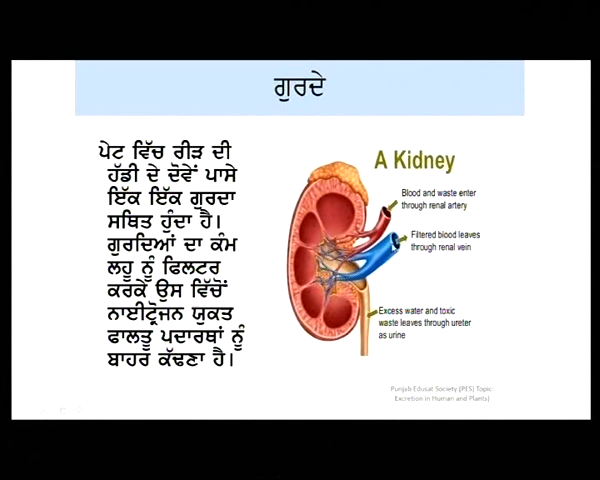 ਗੁਰਦੇ
ਪੇਟ ਵਿੱਚ ਰੀੜ ਦੀ
ਹੱਡੀ ਦੇ ਦੋਵੇਂ ਪਾਸੇ
ਇੱਕ ਇੱਕ ਗੁਰਦਾ
ਸਥਿਤ ਹੁੰਦਾ ਹੈ।
ਗੁਰਦਿਆਂ ਦਾ ਕੰਮ
ਲਹੂ ਨੂੰ ਫਿਲਟਰ
ਕਰਕੇ ਉਸ ਵਿੱਚੋਂ
ਨਾਈਟ੍ਰੋਜਨ ਯੁਕਤ
ਫਾਲਤੂ ਪਦਾਰਥਾਂ ਨੂੰ
ਬਾਹਰ ਕੱਢਣਾ ਹੈ।
A Kidney
Blood and waste enter
through renal artery
Filtered blood leaves
through renal vein
Excess water and toxic
waste leaves through ureter
as urine
Punjab Edusat Society (PES) Topic:
Excretion in Human and Plants)